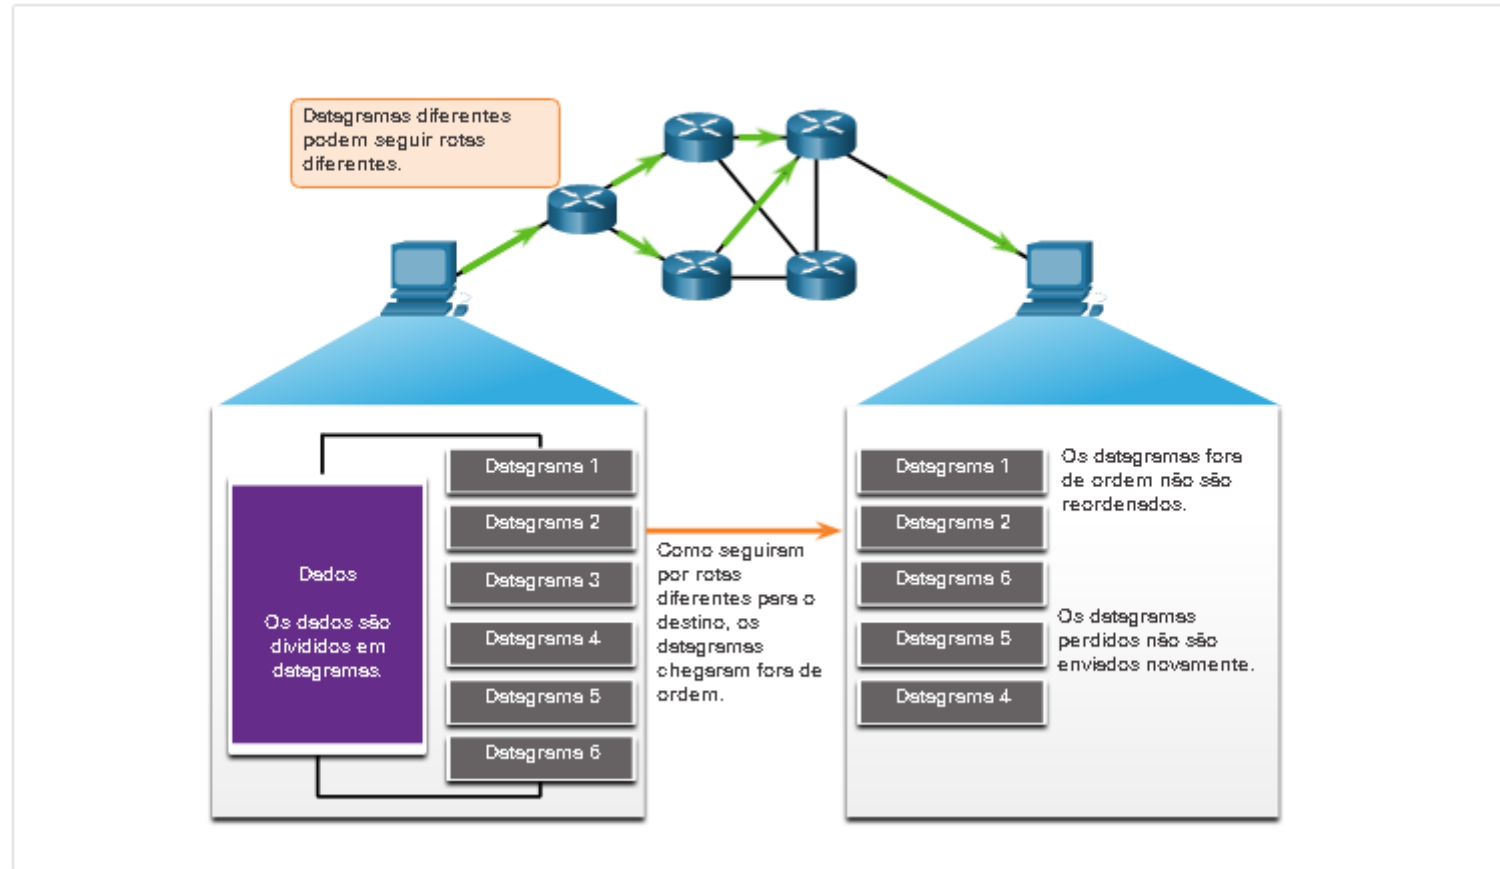 Datagramas diferentes
podem seguir rotas
diferentes.
Dados
Os dados são
divididos em
datagramas.
Datagrama 1
Datagrama 2
Datagrama 3
Datagrama 4
Datagrama 5
Datagrama 6
Como seguiram
por rotas
diferentes para o
destino, os
datagramas
chegaram fora de
ordem.
Datagrama 1
Datagrama 2
Datagrama 6
Datagrama 5
Datagrama 4
Os datagramas fora
de ordem não são
reordenados.
Os datagramas
perdidos não são
enviados novamente.